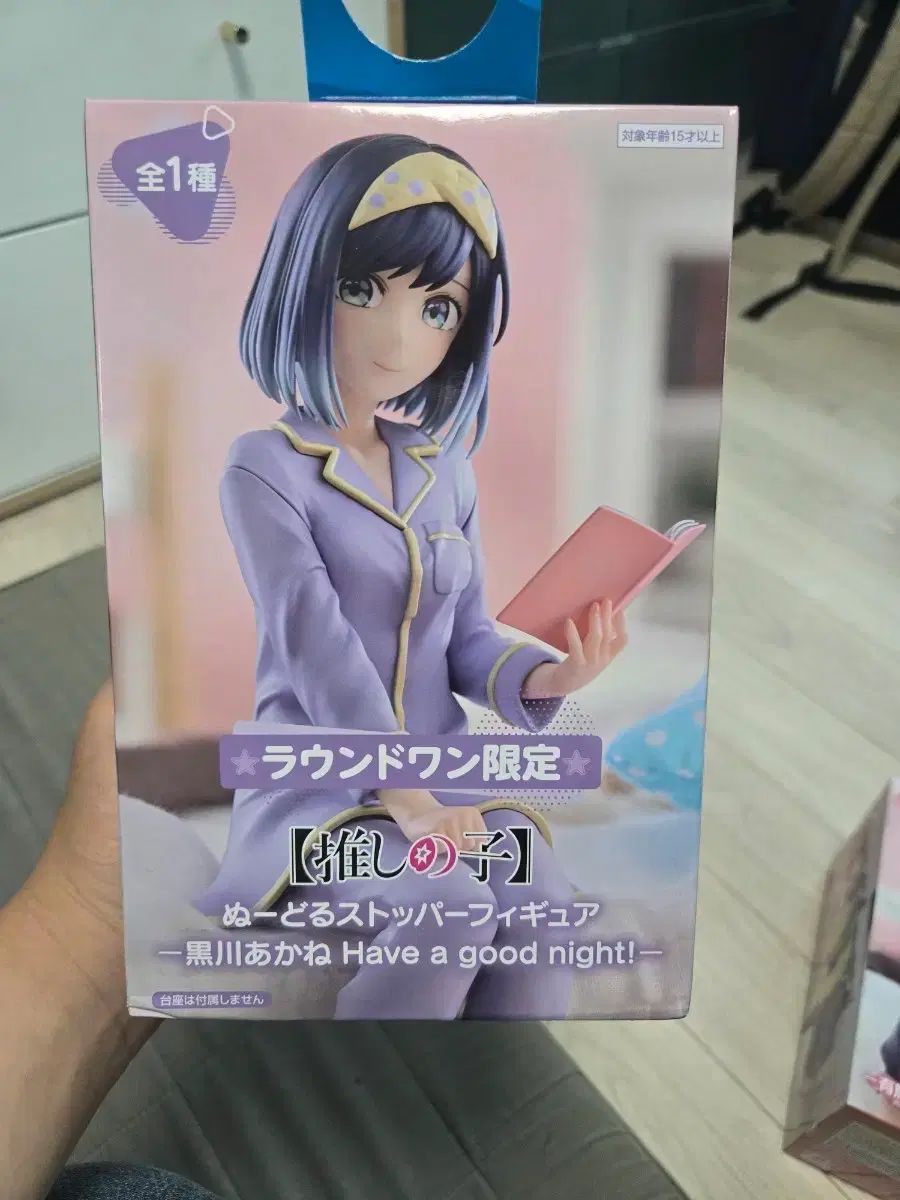 全1種
対象年齢15才以上
★ラウンドワン限定★
【推しの子】
ぬーどるストッパーフィギュア
―黒川あかね Have a good night!―
台座は付属しません